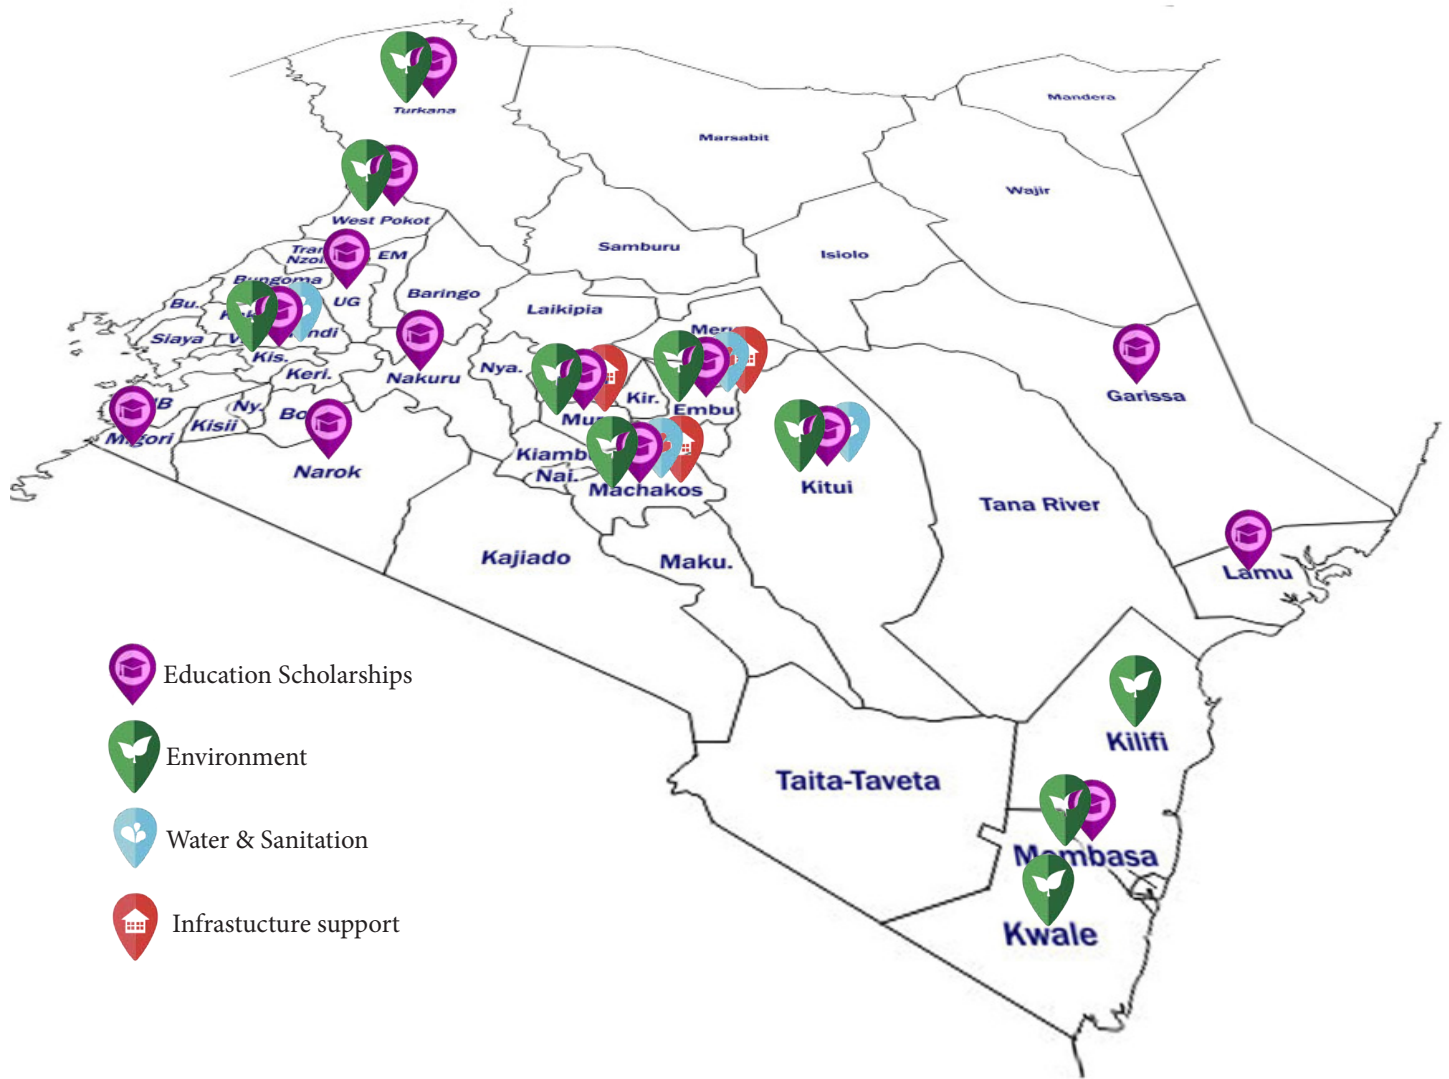 Turkana
Mandera
Marsabit
Wajir
West Pokot
Samburu
Isiolo
EM
Bungoma
Baringo
UG
Bu.
Laikipia
Siaya
Kis.
Keri.
Nakuru
Nya.
Kir.
Embu
Garissa
Ny.
Kisii
Narok
Nai.
Machakos
Kitui
Tana River
Kajiado
Maku.
Lamu
Kilifi
Taita-Taveta
Mombasa
Kwale
Education Scholarships
Environment
Water & Sanitation
Infrastucture support